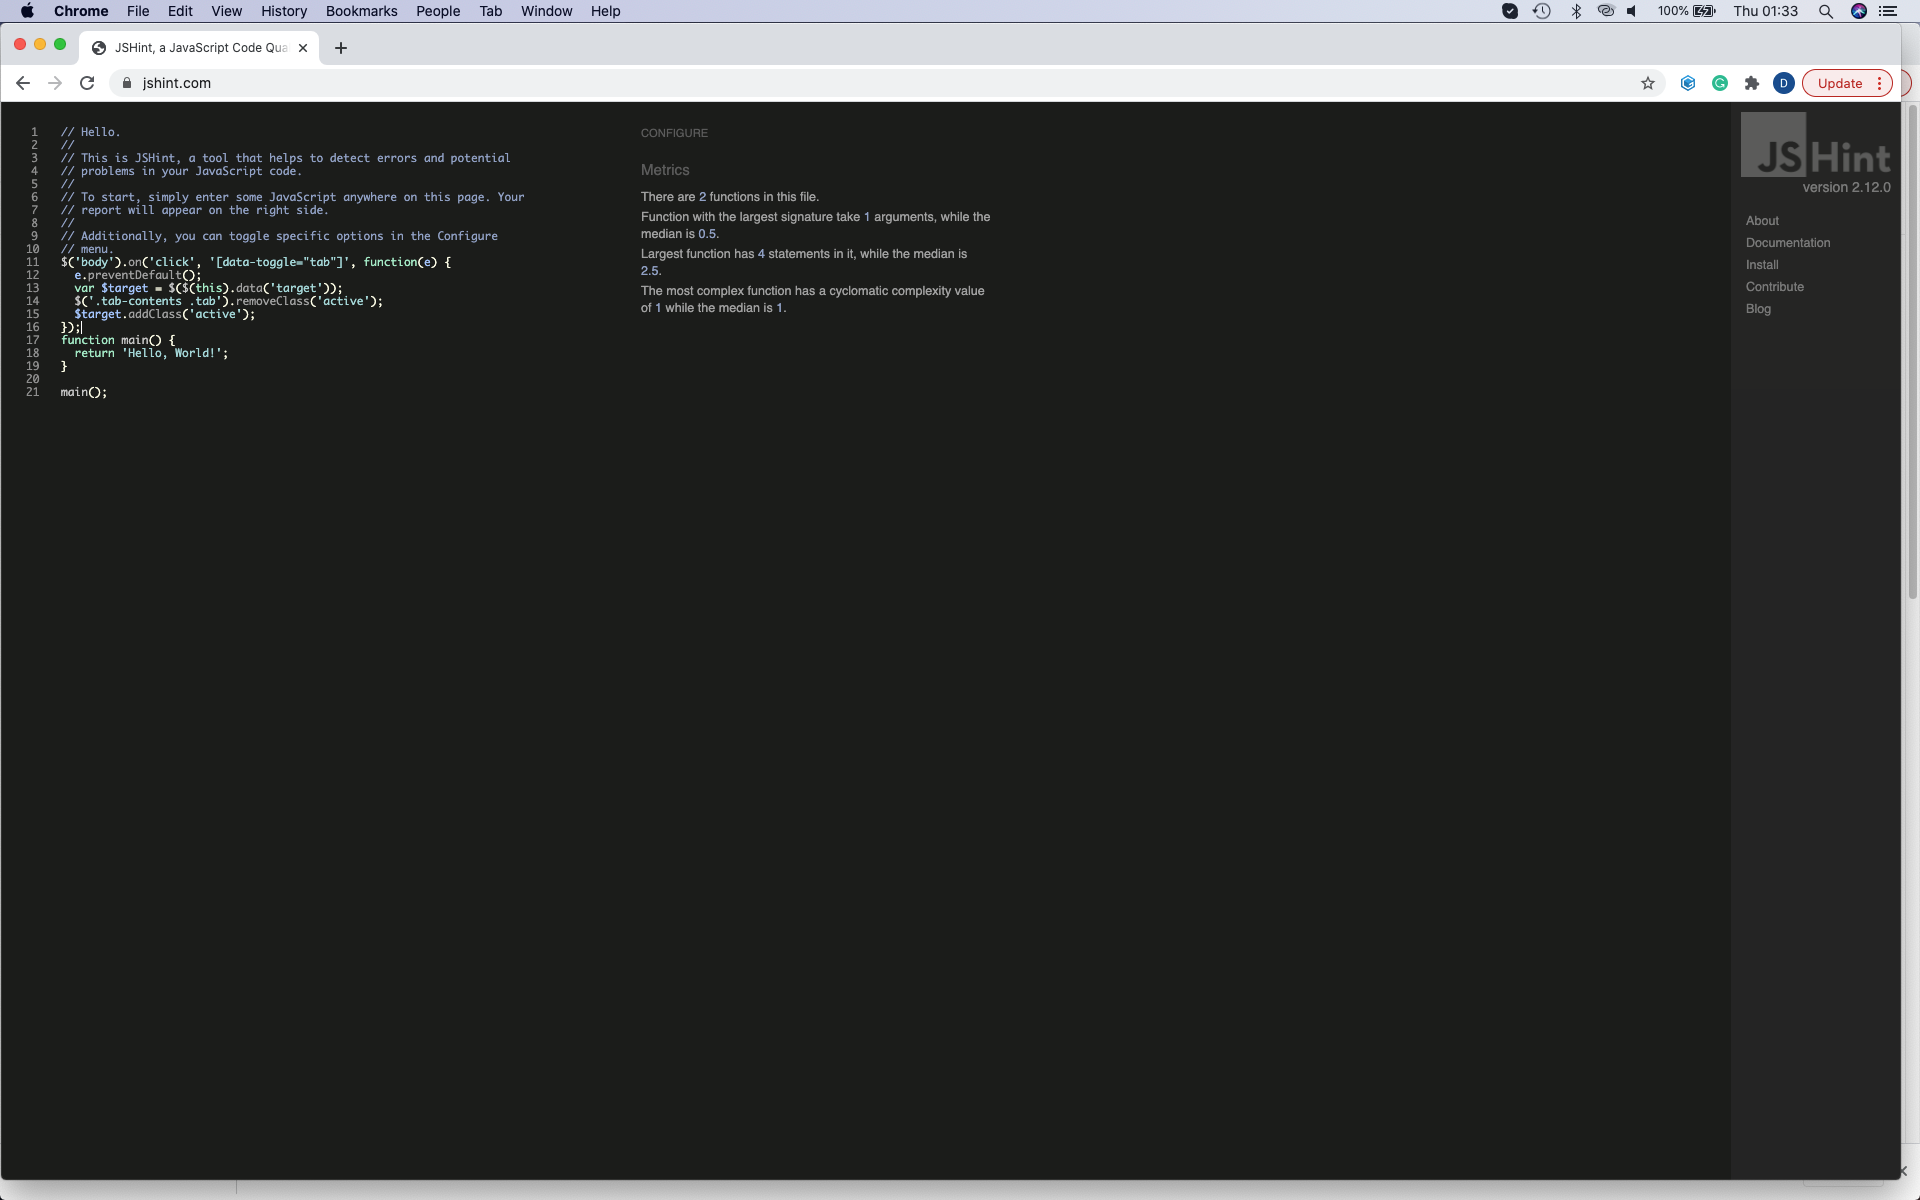 Chrome File Edit View History Bookmarks People Tab Window Help 100% Thu 01:33
JSHint, a JavaScript Code Qua
jshint.com D Update
1 // Hello.
2 //
3 // This is JSHint, a tool that helps to detect errors and potential
4 // problems in your JavaScript code.
5 //
6 // To start, simply enter some JavaScript anywhere on this page. Your
7 // report will appear on the right side.
8 //
9 // Additionally, you can toggle specific options in the Configure
10 // menu.
11 $('body').on('click', '[data-toggle="tab"]', function(e) {
12 e.preventDefault();
13 var $target = $($(this).data('target'));
14 $('.tab-contents .tab').removeClass('active');
15 $target.addClass('active');
16 });
17 function main() {
18 return 'Hello, World!';
19 }
20
21 main();
CONFIGURE
Metrics
There are 2 functions in this file.
Function with the largest signature take 1 arguments, while the
median is 0.5.
Largest function has 4 statements in it, while the median is
2.5.
The most complex function has a cyclomatic complexity value
of 1 while the median is 1.
JSHint
version 2.12.0
About
Documentation
Install
Contribute
Blog